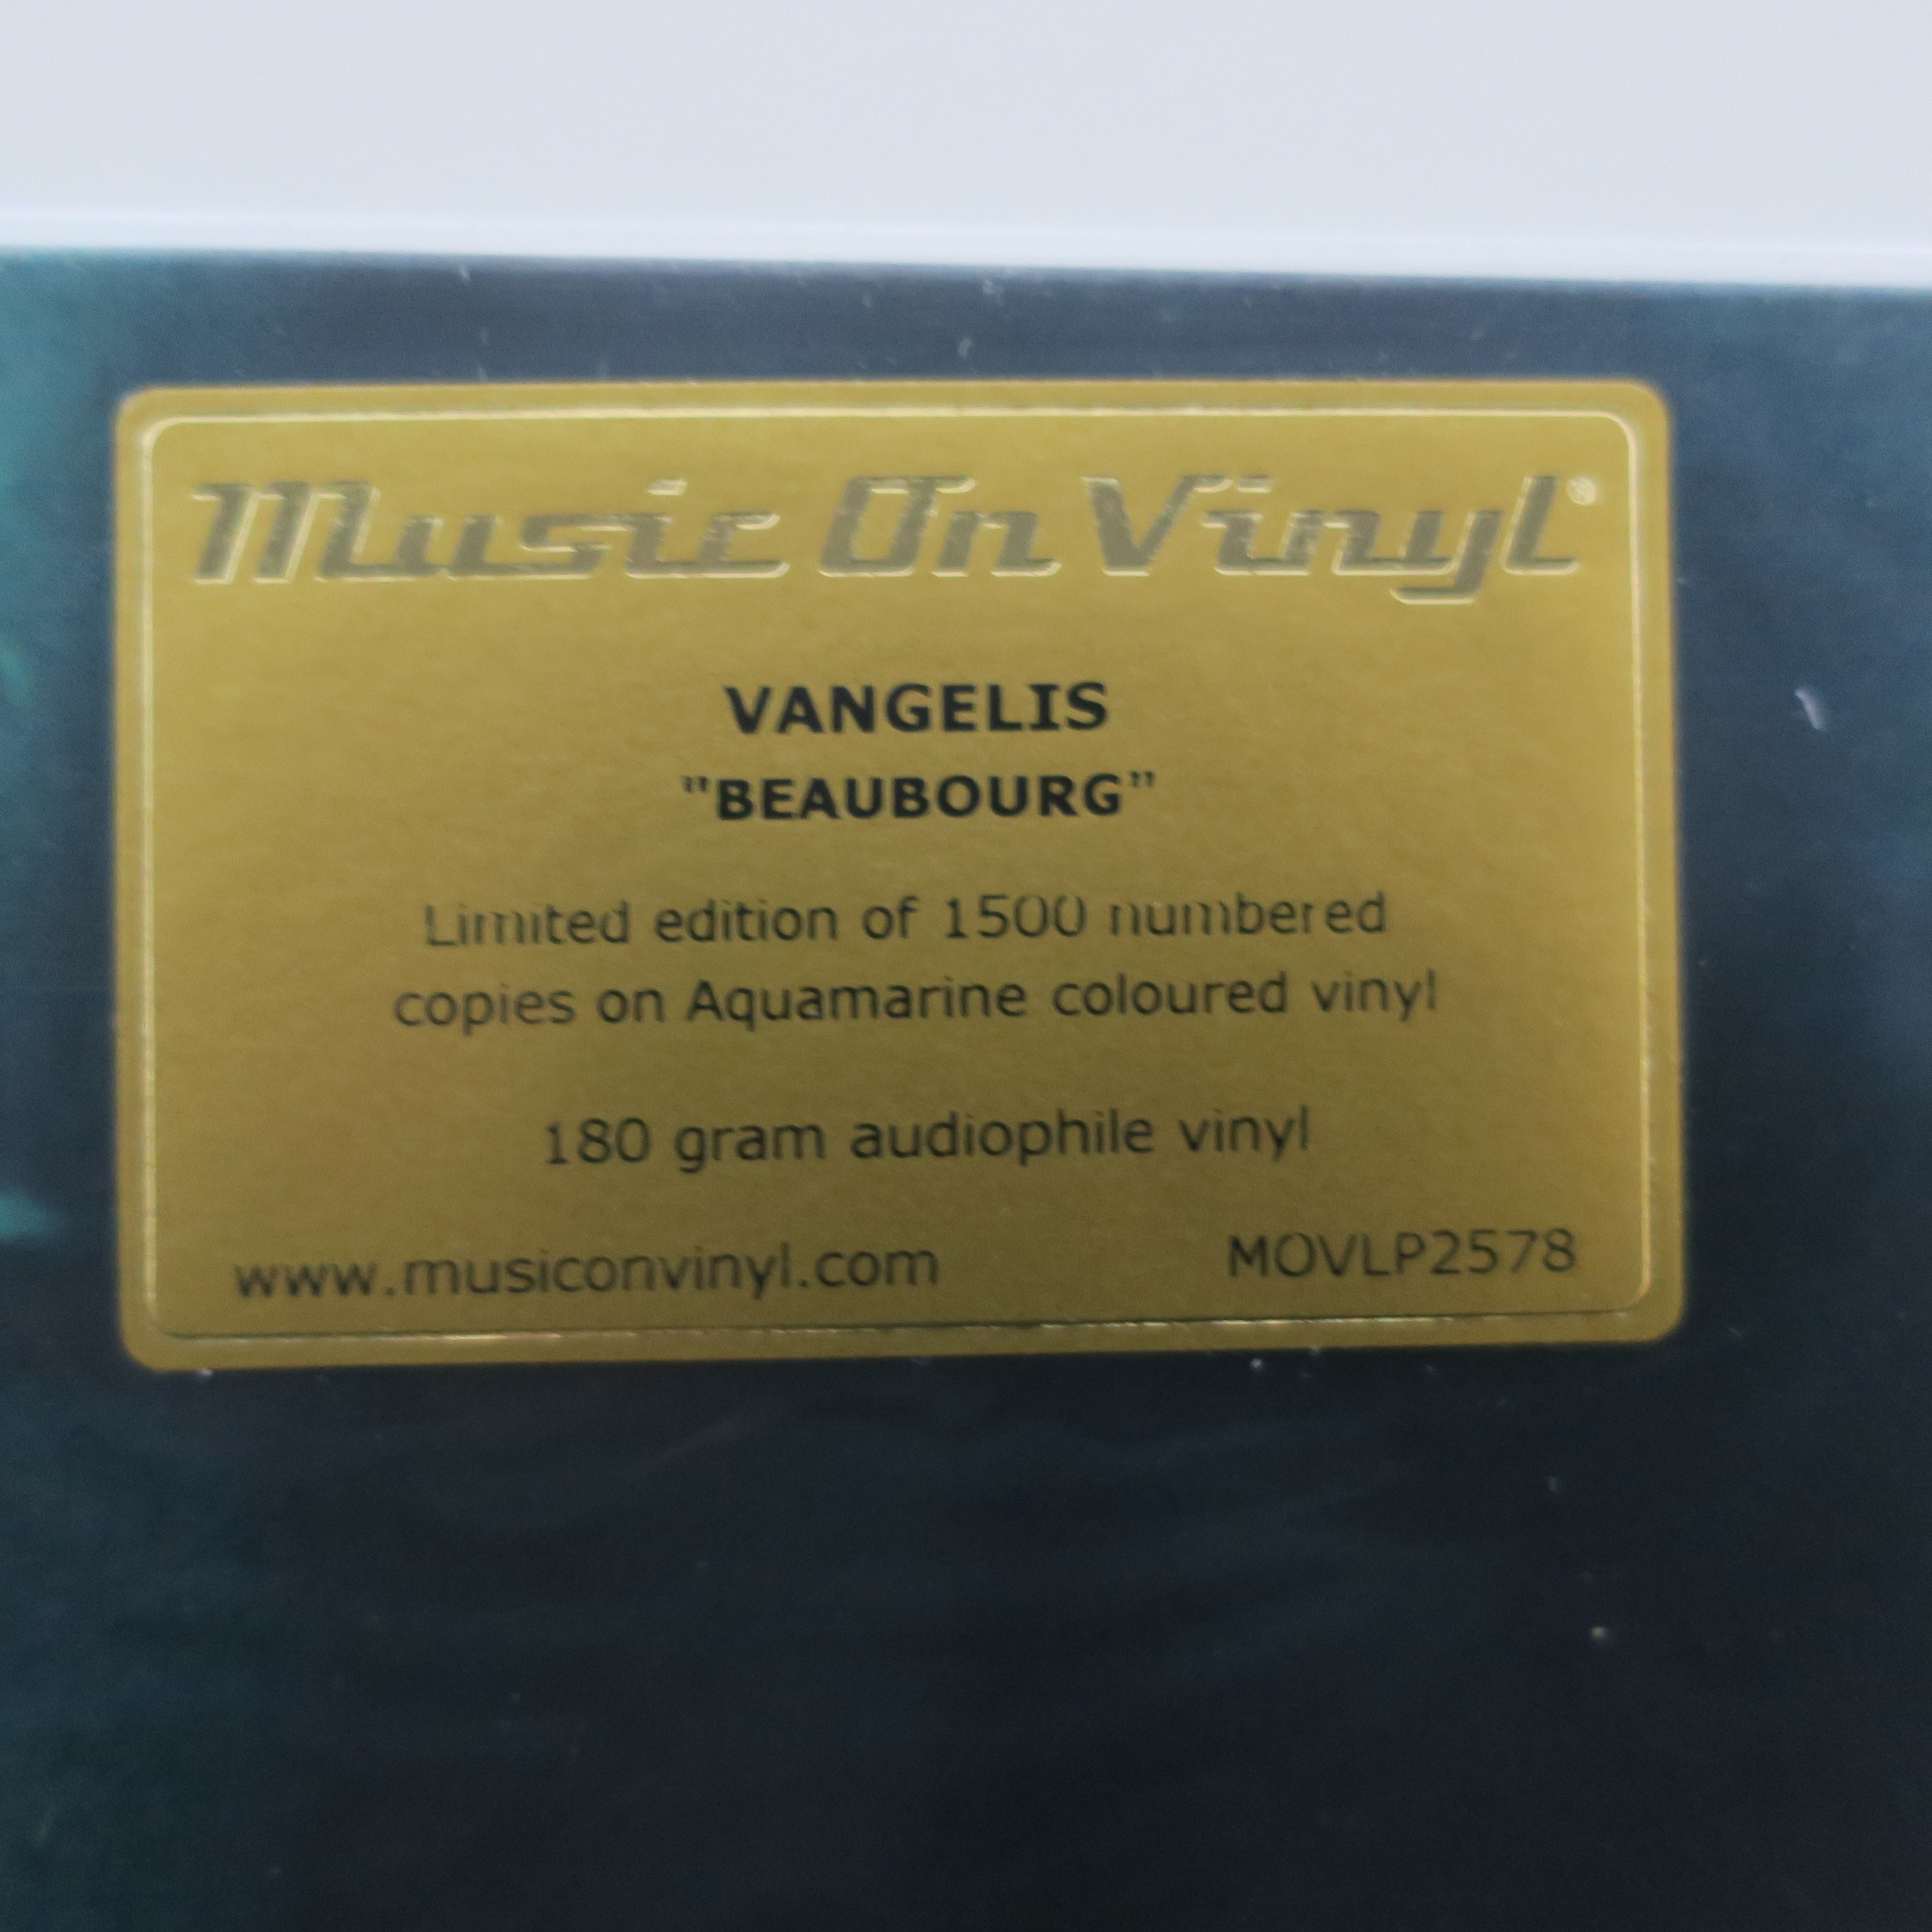 Music On Vinyl®
VANGELIS
"BEAUBOURG"
Limited edition of 1500 numbered
copies on Aquamarine coloured vinyl
180 gram audiophile vinyl
www.musiconvinyl.com MOVLP2578